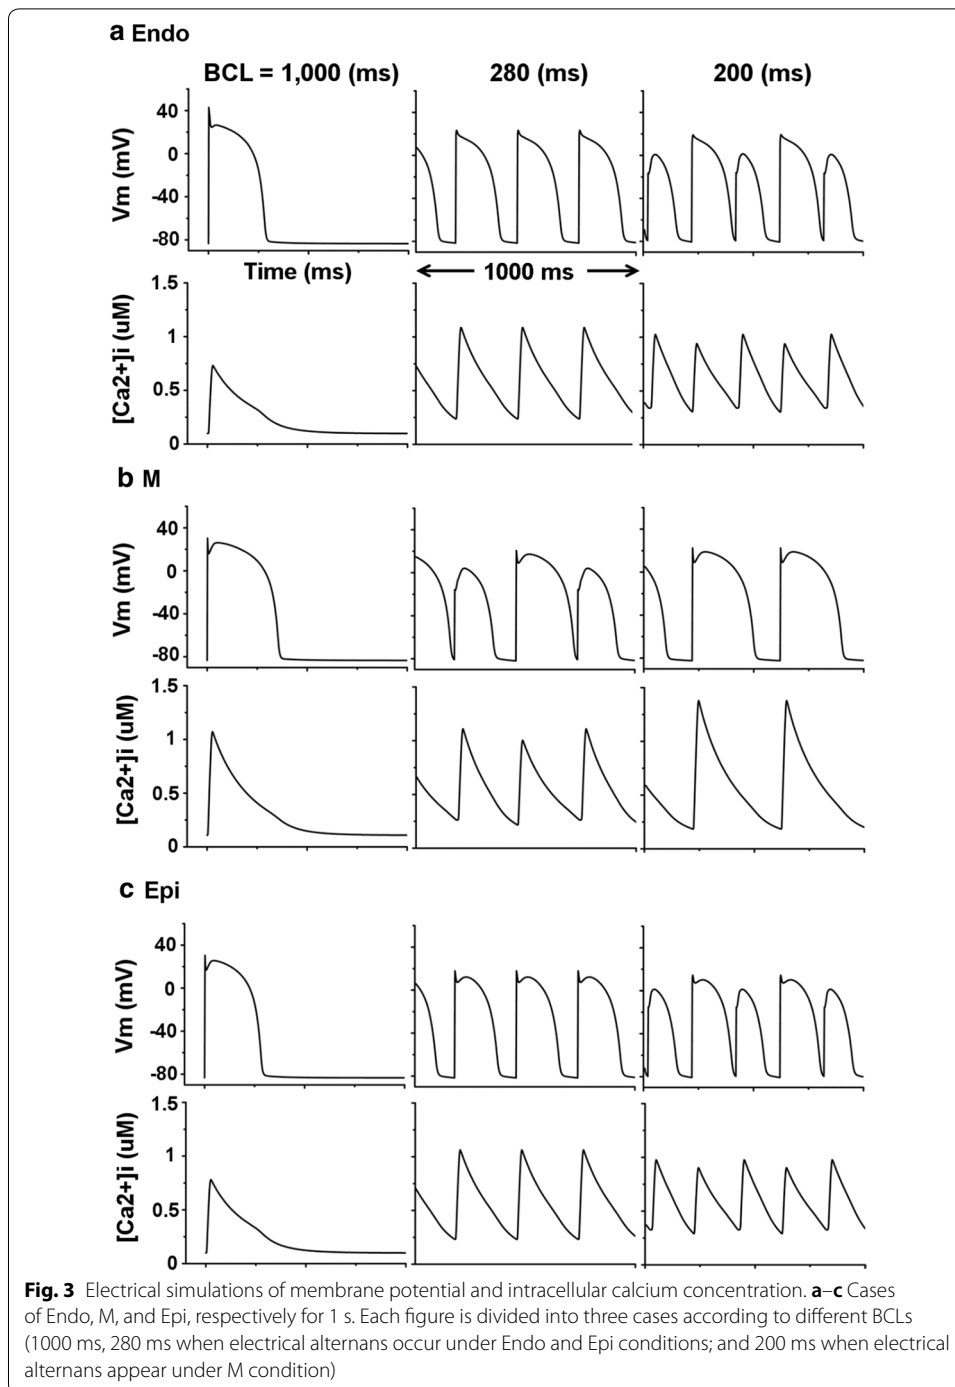 a Endo
BCL = 1,000 (ms) 280 (ms) 200 (ms)
Vm (mV)
40
0
-40
-80
Time (ms)
1000 ms
[Ca2+]i (uM)
1.5
1
0.5
0
b M
Vm (mV)
40
0
-40
-80
[Ca2+]i (uM)
1.5
1
0.5
0
c Epi
Vm (mV)
40
0
-40
-80
[Ca2+]i (uM)
1.5
1
0.5
0
Fig. 3 Electrical simulations of membrane potential and intracellular calcium concentration. a–c Cases
of Endo, M, and Epi, respectively for 1 s. Each figure is divided into three cases according to different BCLs
(1000 ms, 280 ms when electrical alternans occur under Endo and Epi conditions; and 200 ms when electrical
alternans appear under M condition)